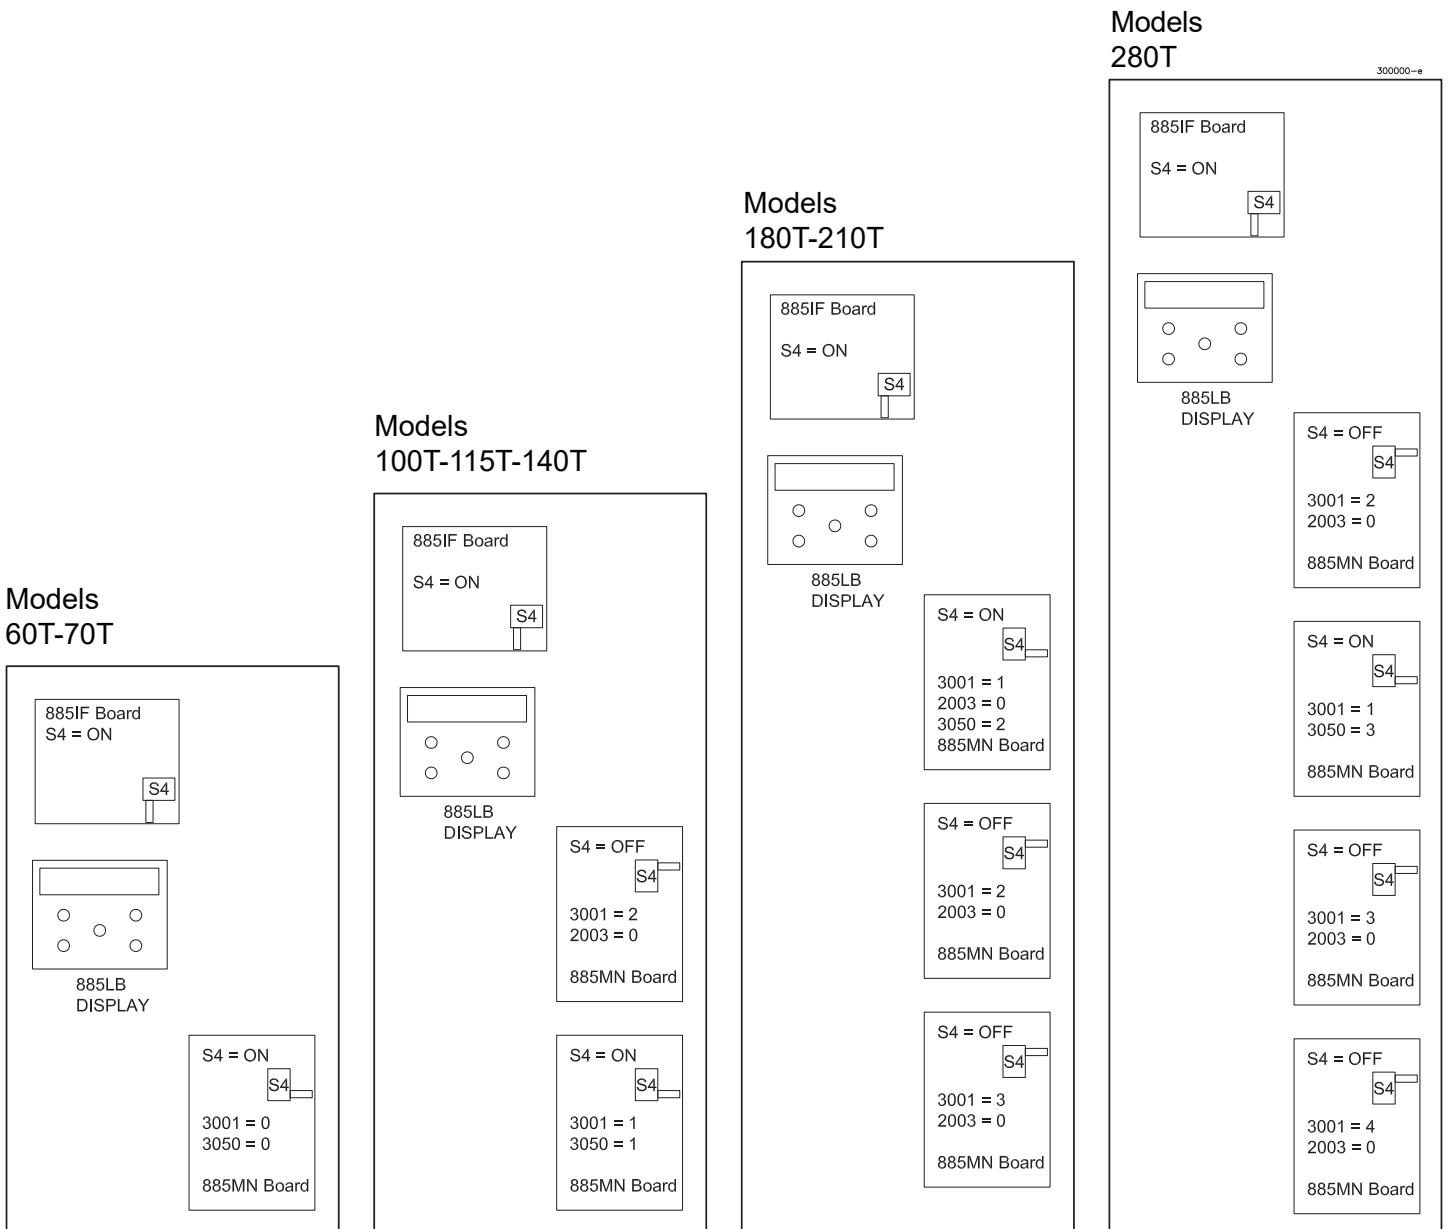 Models
60T-70T
885IF Board
S4 = ON
S4
885LB
DISPLAY
S4 = ON
S4
3001 = 0
3050 = 0
885MN Board
Models
100T-115T-140T
885IF Board
S4 = ON
S4
885LB
DISPLAY
S4 = OFF
S4
3001 = 2
2003 = 0
885MN Board
S4 = ON
S4
3001 = 1
3050 = 1
885MN Board
Models
180T-210T
885IF Board
S4 = ON
S4
885LB
DISPLAY
S4 = ON
S4
3001 = 1
2003 = 0
3050 = 2
885MN Board
S4 = OFF
S4
3001 = 2
2003 = 0
885MN Board
S4 = OFF
S4
3001 = 3
2003 = 0
885MN Board
Models
280T
300000-e
885IF Board
S4 = ON
S4
885LB
DISPLAY
S4 = OFF
S4
3001 = 2
2003 = 0
885MN Board
S4 = ON
S4
3001 = 1
3050 = 3
885MN Board
S4 = OFF
S4
3001 = 3
2003 = 0
885MN Board
S4 = OFF
S4
3001 = 4
2003 = 0
885MN Board